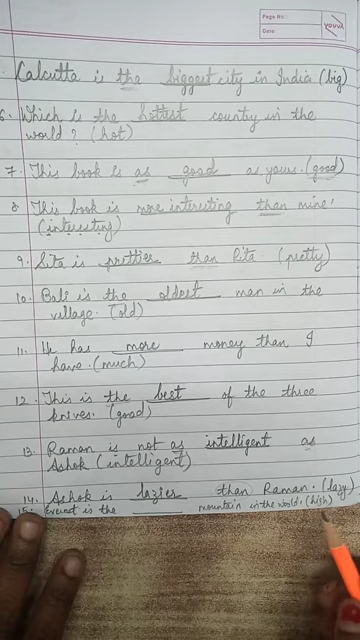 Page No.:
Date:
youva
Calcutta is the biggest city in India (big)
6. Which is the hottest country in the
world? (hot)
7. This book is as good as yours. (good)
8 This book is more interesting than mine!
(interesting)
9. Sita is prettier than Rita (pretty)
10. Bali is the oldest man in the
village. (old)
11. He has more money than I
have. (much)
12. This is the best of the three
knives. (good)
13. Raman is not as intelligent as
Ashok (intelligent)
14. Ashok is lazier than Raman. (lazy)
15. Everest is the ______ mountain in the world. (high)